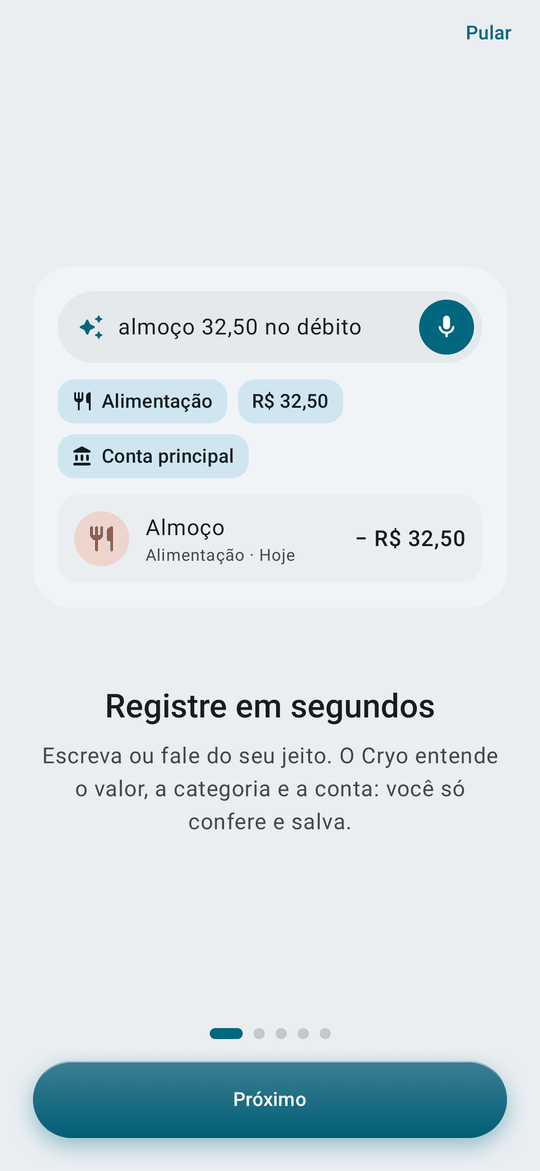 Pular
almoço 32,50 no débito
Alimentação
R$ 32,50
Conta principal
Almoço
Alimentação · Hoje
− R$ 32,50
Registre em segundos
Escreva ou fale do seu jeito. O Cryo entende
o valor, a categoria e a conta: você só
confere e salva.
Próximo